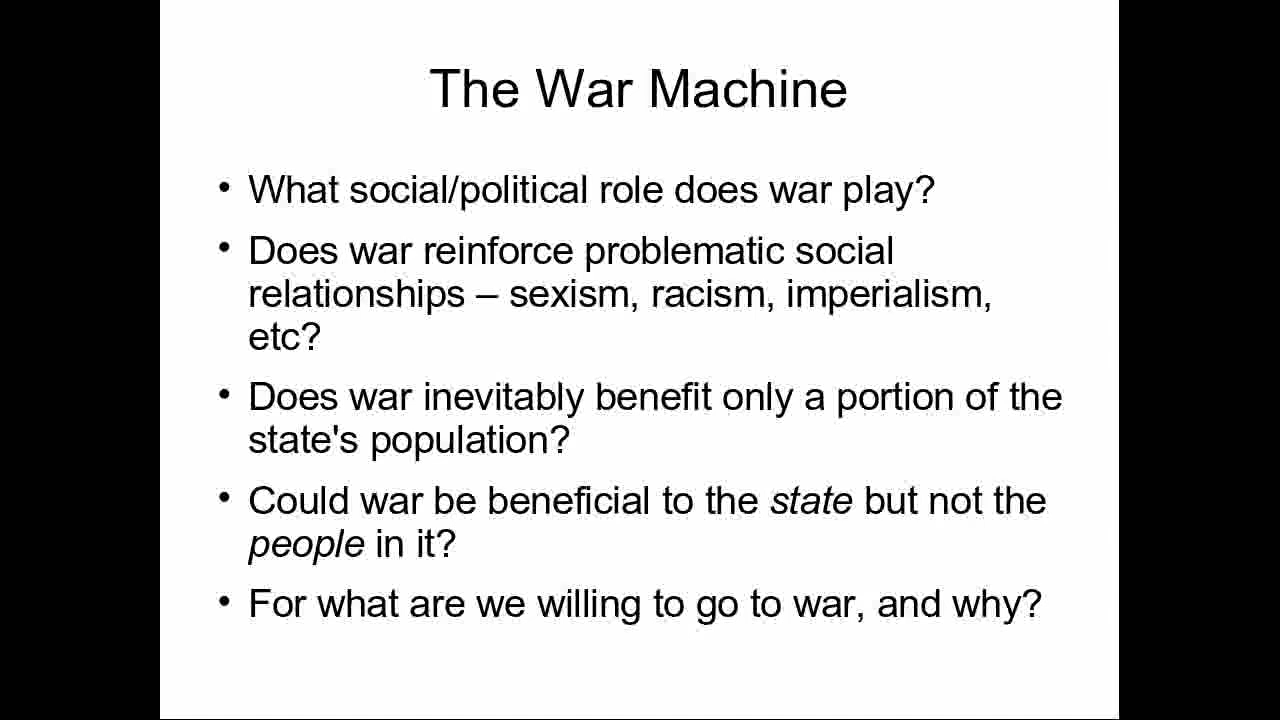 The War Machine
• What social/political role does war play?
• Does war reinforce problematic social
relationships – sexism, racism, imperialism,
etc?
• Does war inevitably benefit only a portion of the
state's population?
• Could war be beneficial to the state but not the
people in it?
• For what are we willing to go to war, and why?